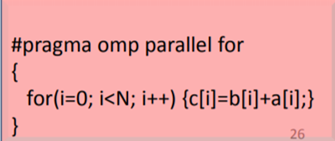 #pragma omp parallel for
{
for(i=0; i<N; i++) {c[i]=b[i]+a[i];}
}
26